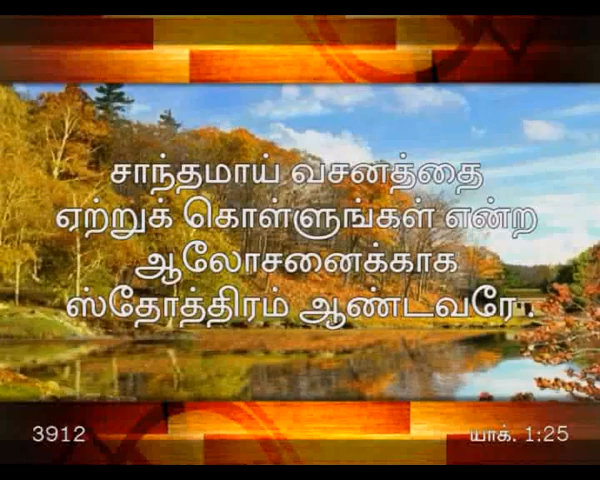 சாந்தமாய் வசனத்தை
ஏற்றுக் கொள்ளுங்கள் என்ற
ஆலோசனைக்காக
ஸ்தோத்திரம் ஆண்டவரே.
3912
யாக். 1:25